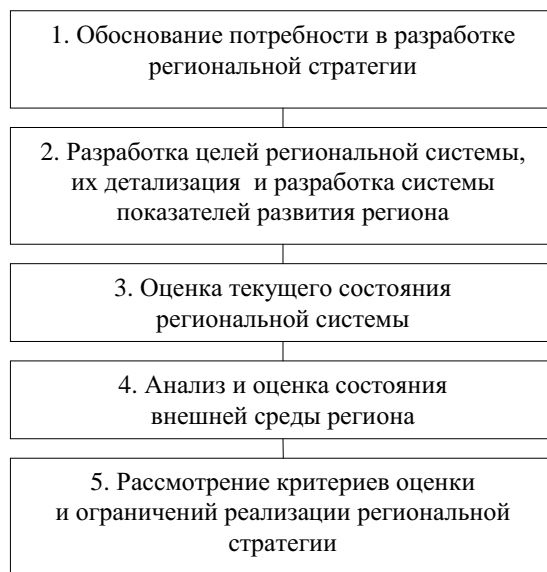 1. Обоснование потребности в разработке
региональной стратегии
2. Разработка целей региональной системы,
их детализация и разработка системы
показателей развития региона
3. Оценка текущего состояния
региональной системы
4. Анализ и оценка состояния
внешней среды региона
5. Рассмотрение критериев оценки
и ограничений реализации региональной
стратегии